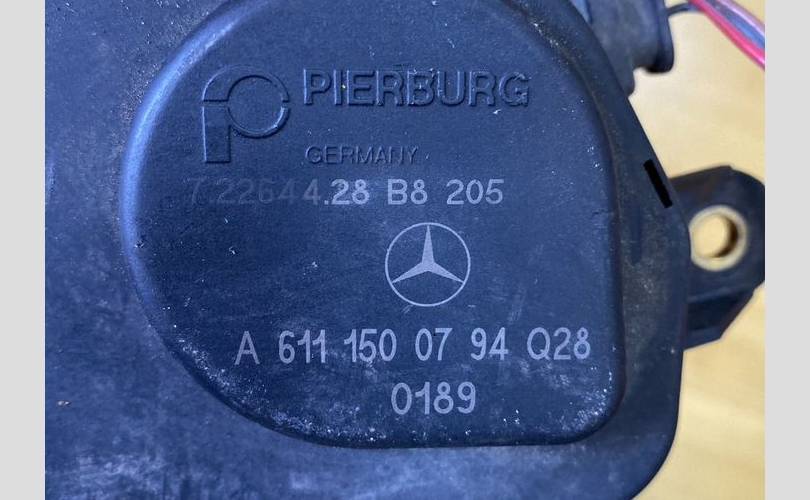 PIERBURG
GERMANY
7.22644.28 B8 205
A 611 150 07 94 Q28
0189